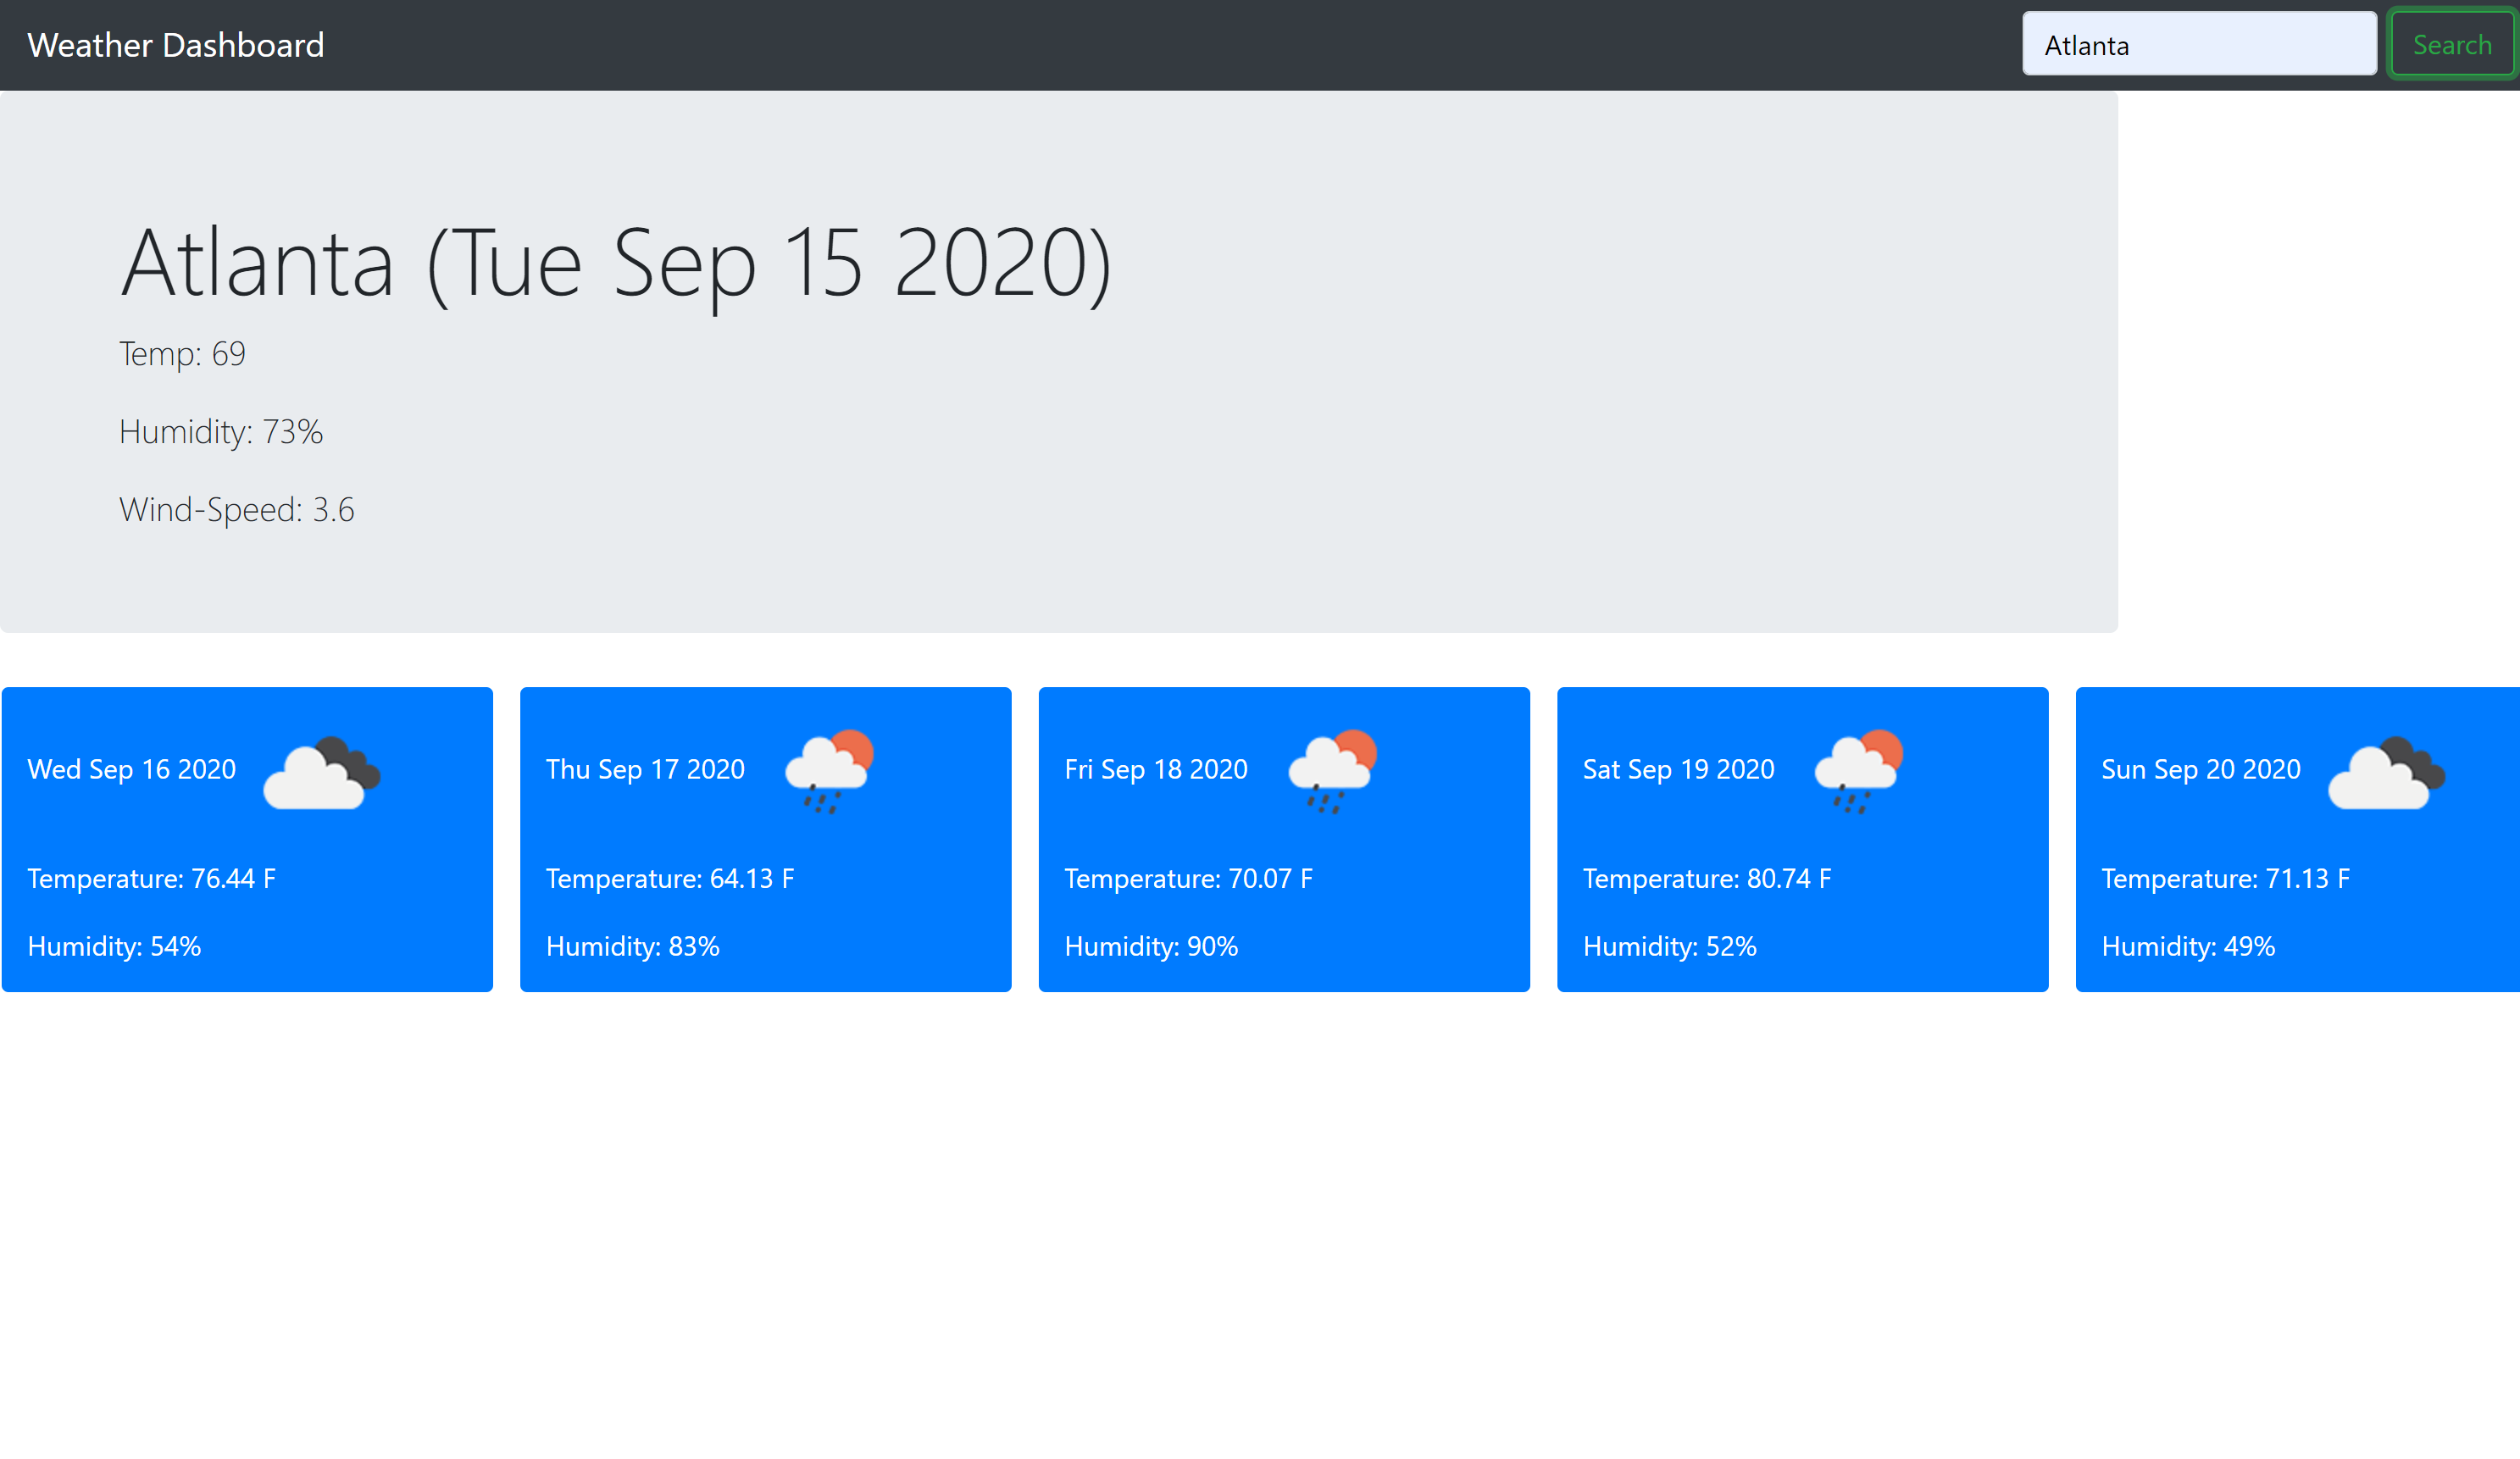 Weather Dashboard
Atlanta
Search
Atlanta (Tue Sep 15 2020)
Temp: 69
Humidity: 73%
Wind-Speed: 3.6
Wed Sep 16 2020
Temperature: 76.44 F
Humidity: 54%
Thu Sep 17 2020
Temperature: 64.13 F
Humidity: 83%
Fri Sep 18 2020
Temperature: 70.07 F
Humidity: 90%
Sat Sep 19 2020
Temperature: 80.74 F
Humidity: 52%
Sun Sep 20 2020
Temperature: 71.13 F
Humidity: 49%